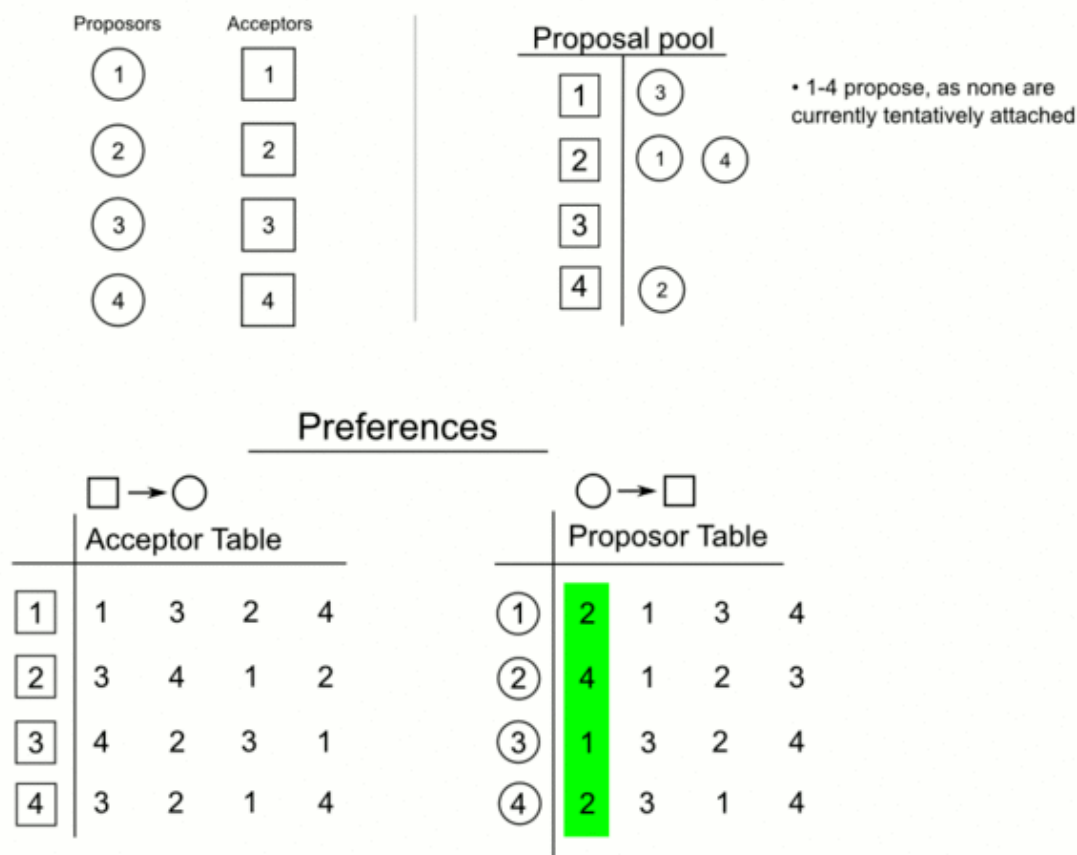 Proposors Acceptors
1 1
2 2
3 3
4 4
Proposal pool
1 3
2 1 4
3
4 2
• 1-4 propose, as none are
currently tentatively attached
Preferences
Acceptor Table
1 1 3 2 4
2 3 4 1 2
3 4 2 3 1
4 3 2 1 4
Proposor Table
1 2 1 3 4
2 4 1 2 3
3 1 3 2 4
4 2 3 1 4